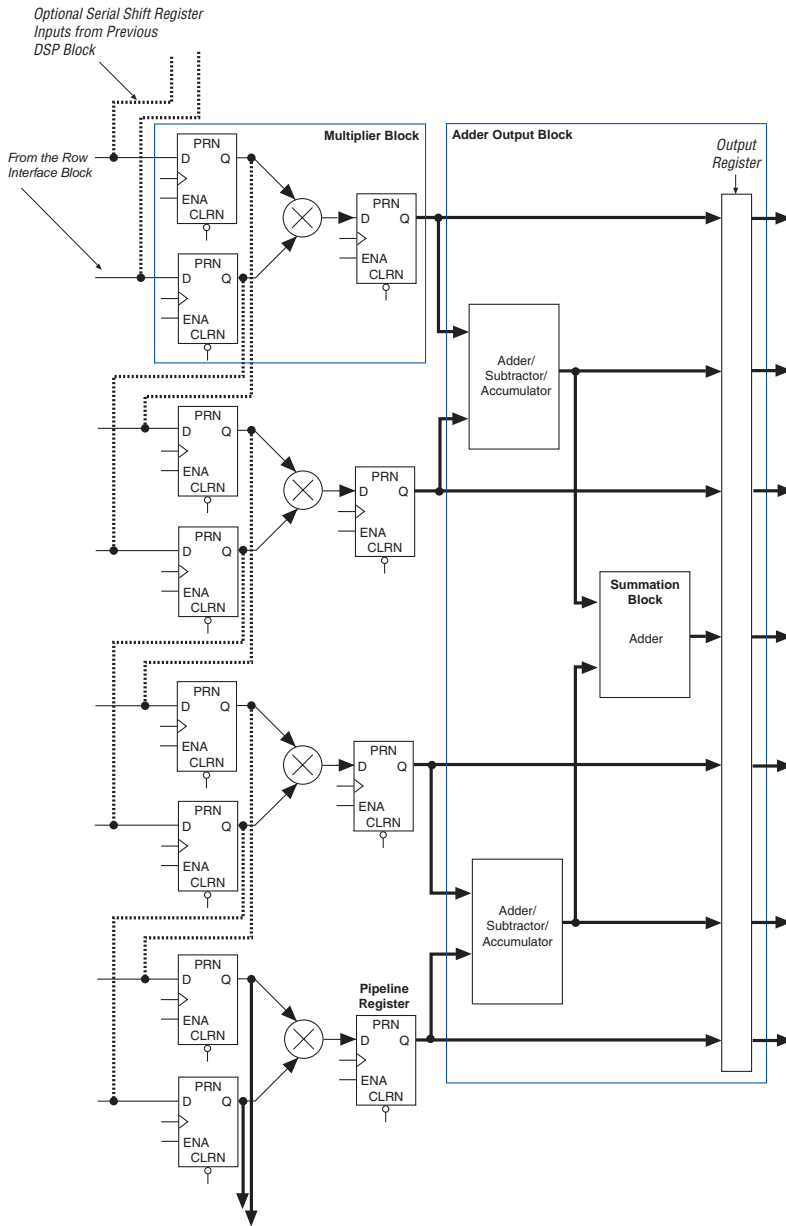 Optional Serial Shift Register
Inputs from Previous
DSP Block
Multiplier Block
Adder Output Block
Output
Register
From the Row
Interface Block
PRN
D Q
ENA
CLRN
PRN
D Q
ENA
CLRN
PRN
D Q
ENA
CLRN
Adder/
Subtractor/
Accumulator
PRN
D Q
ENA
CLRN
PRN
D Q
ENA
CLRN
PRN
D Q
ENA
CLRN
Summation
Block
Adder
PRN
D Q
ENA
CLRN
PRN
D Q
ENA
CLRN
PRN
D Q
ENA
CLRN
Adder/
Subtractor/
Accumulator
PRN
D Q
ENA
CLRN
Pipeline
Register
PRN
D Q
ENA
CLRN
PRN
D Q
ENA
CLRN